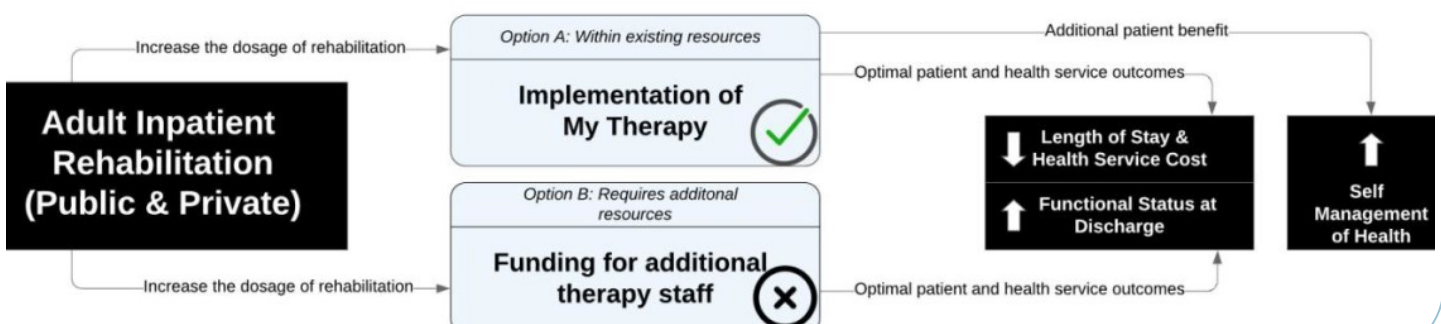 Increase the dosage of rehabilitation
Option A: Within existing resources
Additional patient benefit
Optimal patient and health service outcomes
Implementation of
My Therapy
Adult Inpatient
Rehabilitation
(Public & Private)
Length of Stay &
Health Service Cost
Functional Status at
Discharge
Self
Management
of Health
Option B: Requires additonal
resources
Funding for additional
therapy staff
Increase the dosage of rehabilitation
Optimal patient and health service outcomes